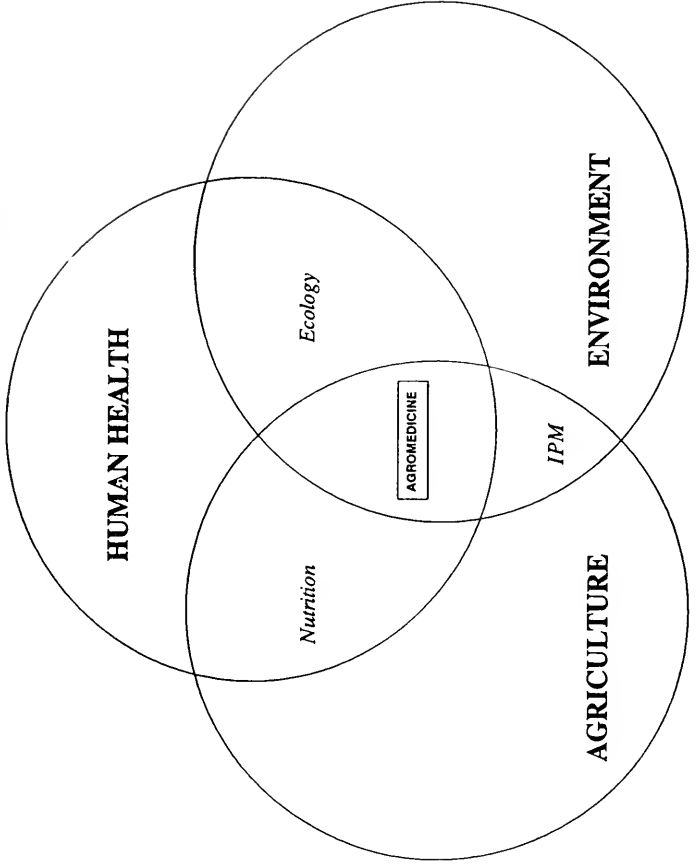 HUMAN HEALTH
Nutrition
Ecology
AGROMEDICINE
IPM
AGRICULTURE
ENVIRONMENT